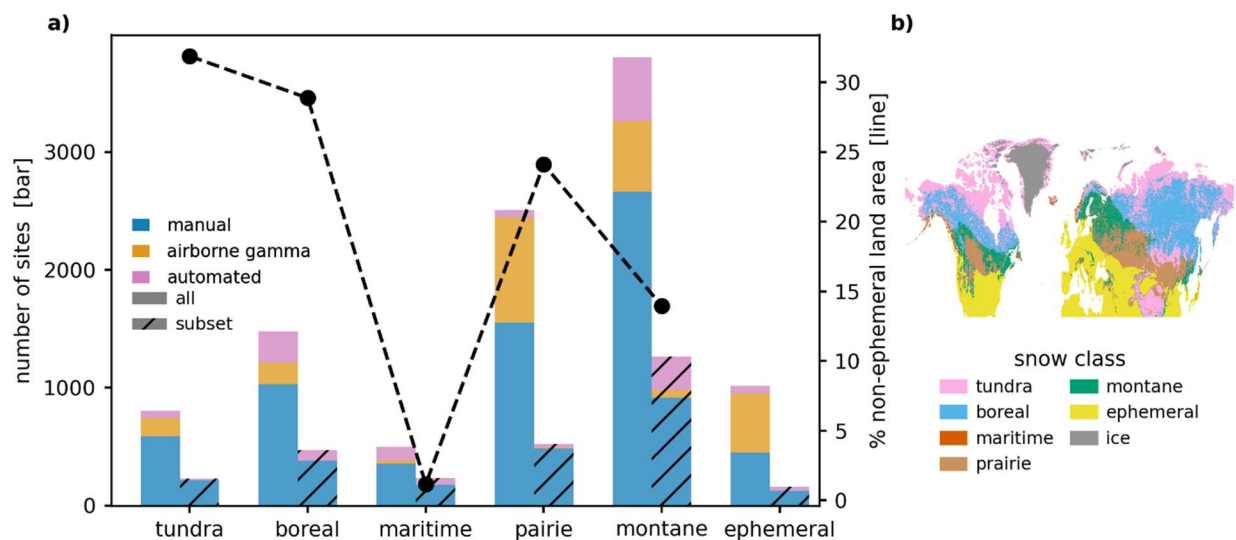 a)
number of sites [bar]
3000
2000
1000
0
manual
airborne gamma
automated
all
subset
tundra
boreal
maritime
pairie
montane
ephemeral
30
25
20
15
10
5
0
% non-ephemeral land area [line]
b)
snow class
tundra
boreal
maritime
prairie
montane
ephemeral
ice